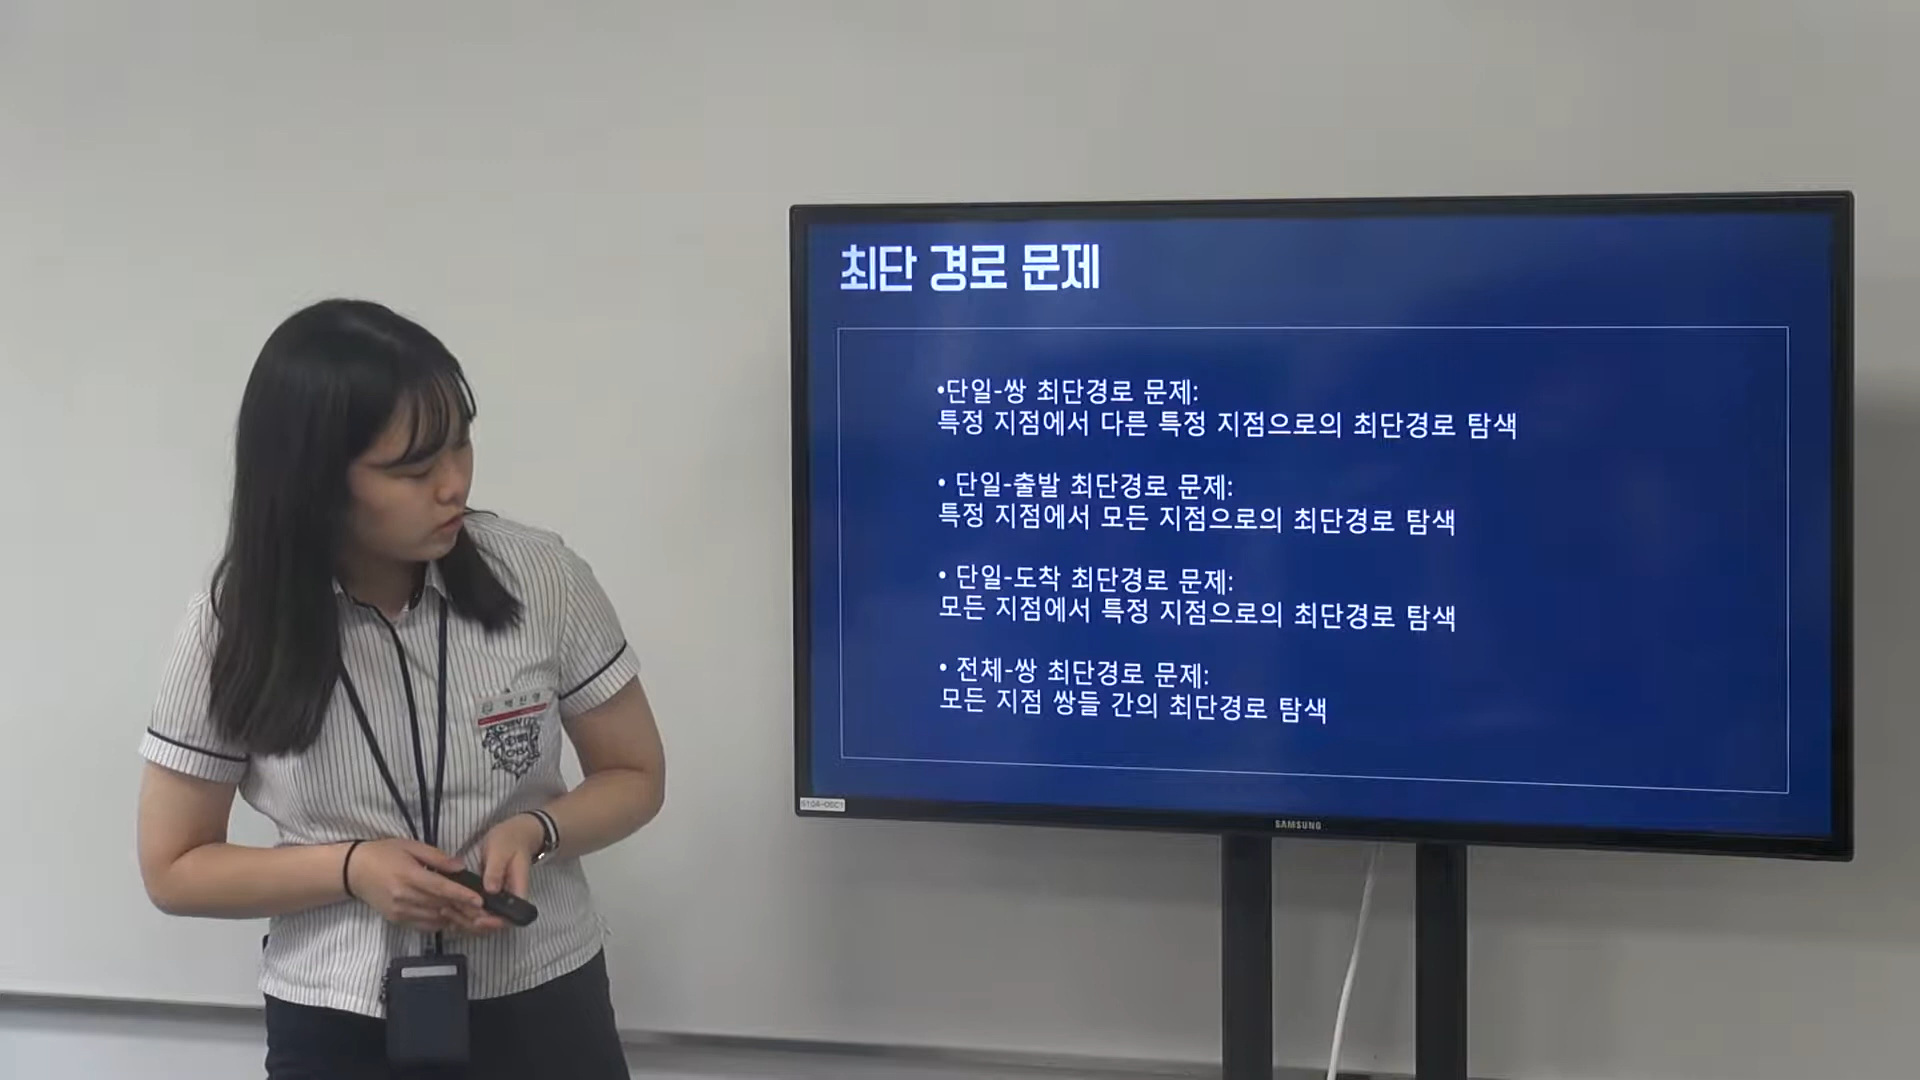 최단 경로 문제
•단일-쌍 최단경로 문제:
특정 지점에서 다른 특정 지점으로의 최단경로 탐색
• 단일-출발 최단경로 문제:
특정 지점에서 모든 지점으로의 최단경로 탐색
• 단일-도착 최단경로 문제:
모든 지점에서 특정 지점으로의 최단경로 탐색
• 전체-쌍 최단경로 문제:
모든 지점 쌍들 간의 최단경로 탐색
SAMSUNG